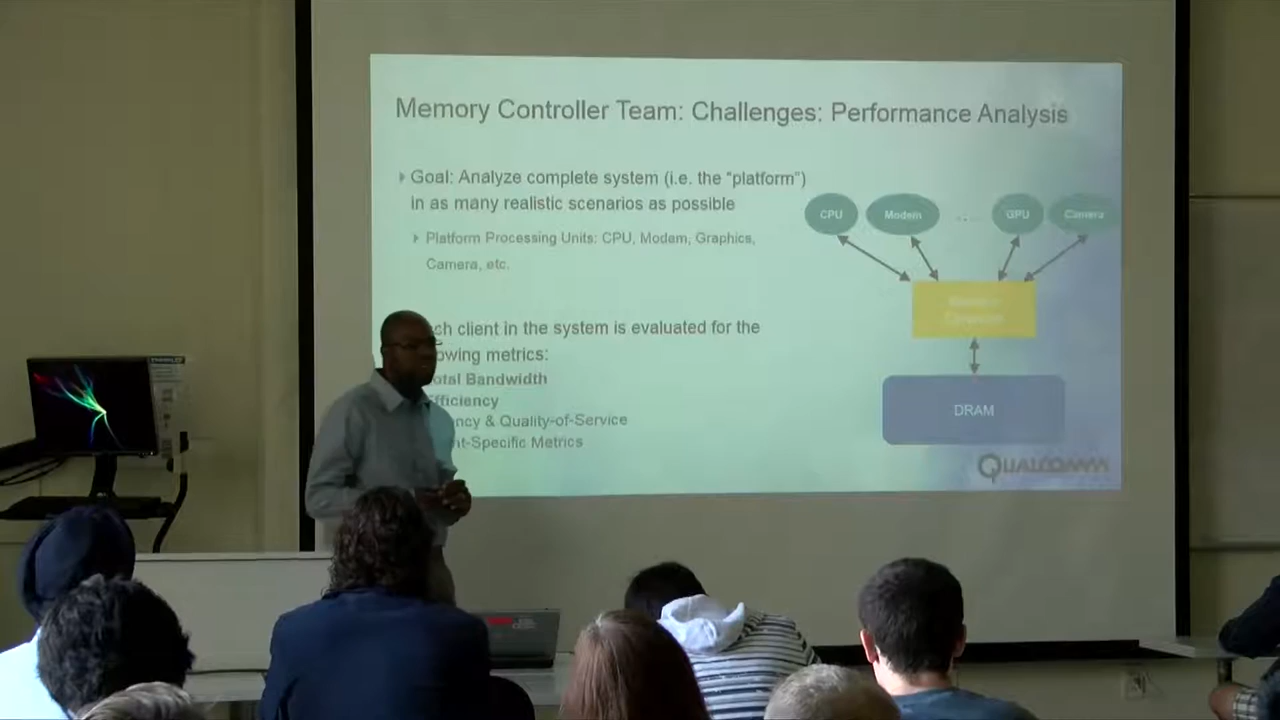 Memory Controller Team: Challenges: Performance Analysis
Goal: Analyze complete system (i.e. the "platform")
in as many realistic scenarios as possible
Platform Processing Units: CPU, Modem, Graphics,
Camera, etc.
ch client in the system is evaluated for the
owing metrics:
otal Bandwidth
fficiency
ncy & Quality-of-Service
nt-Specific Metrics
CPU
Modem
....
GPU
Camera
DRAM
QUALCOMM